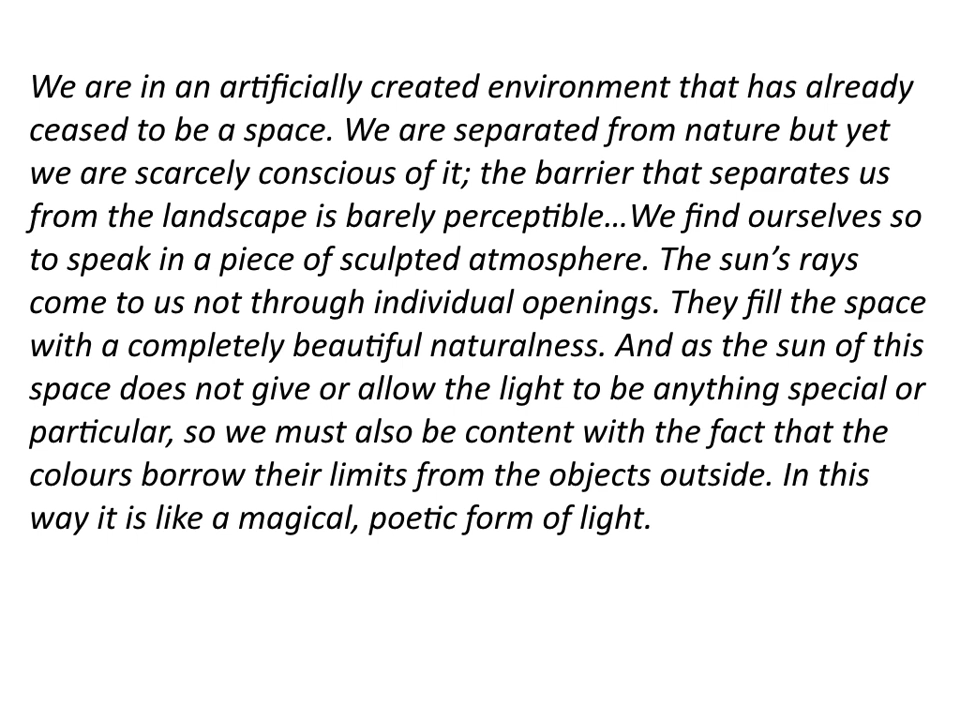 We are in an artificially created environment that has already
ceased to be a space. We are separated from nature but yet
we are scarcely conscious of it; the barrier that separates us
from the landscape is barely perceptible…We find ourselves so
to speak in a piece of sculpted atmosphere. The sun’s rays
come to us not through individual openings. They fill the space
with a completely beautiful naturalness. And as the sun of this
space does not give or allow the light to be anything special or
particular, so we must also be content with the fact that the
colours borrow their limits from the objects outside. In this
way it is like a magical, poetic form of light.